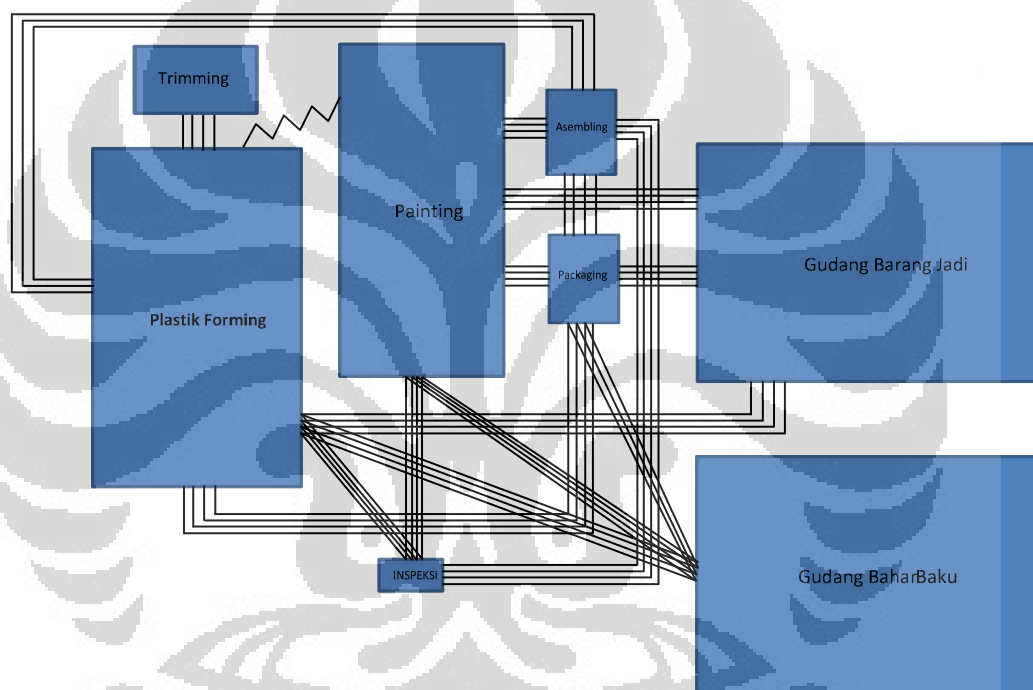 Trimming
Asembling
Painting
Gudang Barang Jadi
Packaging
Plastik Forming
INSPEKSI
Gudang BaharBaku